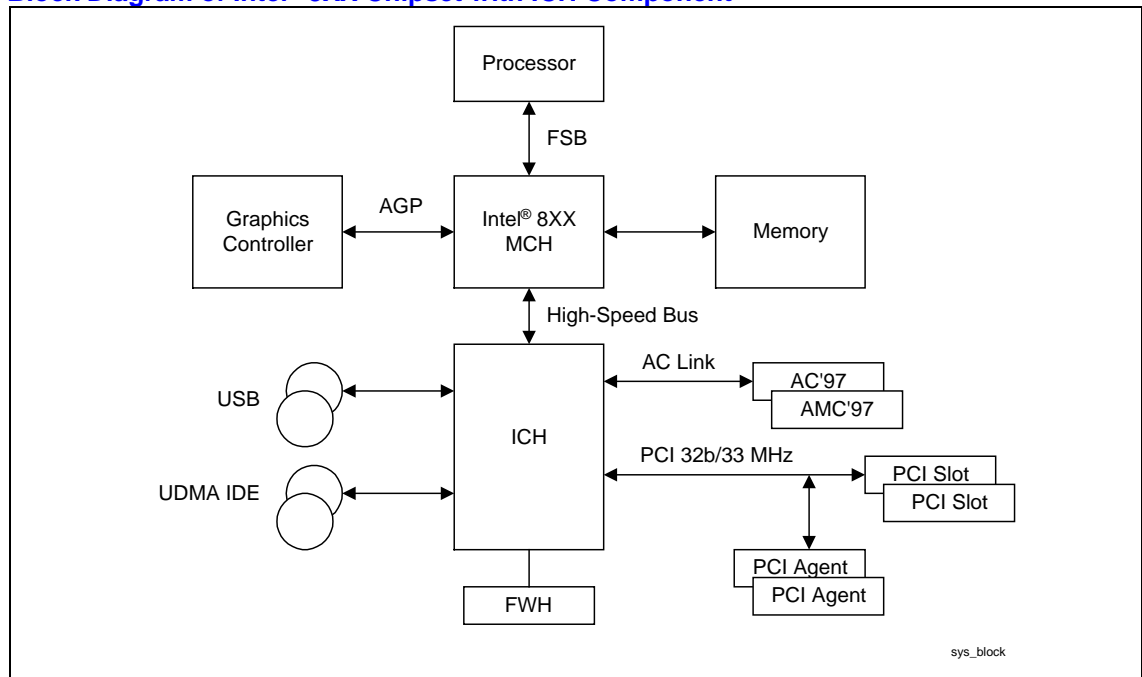 Processor
FSB
AGP
Graphics
Controller
Intel® 8XX
MCH
Memory
High-Speed Bus
USB
UDMA IDE
ICH
AC Link
AC'97
AMC'97
PCI 32b/33 MHz
PCI Slot
PCI Slot
PCI Agent
PCI Agent
FWH
sys_block